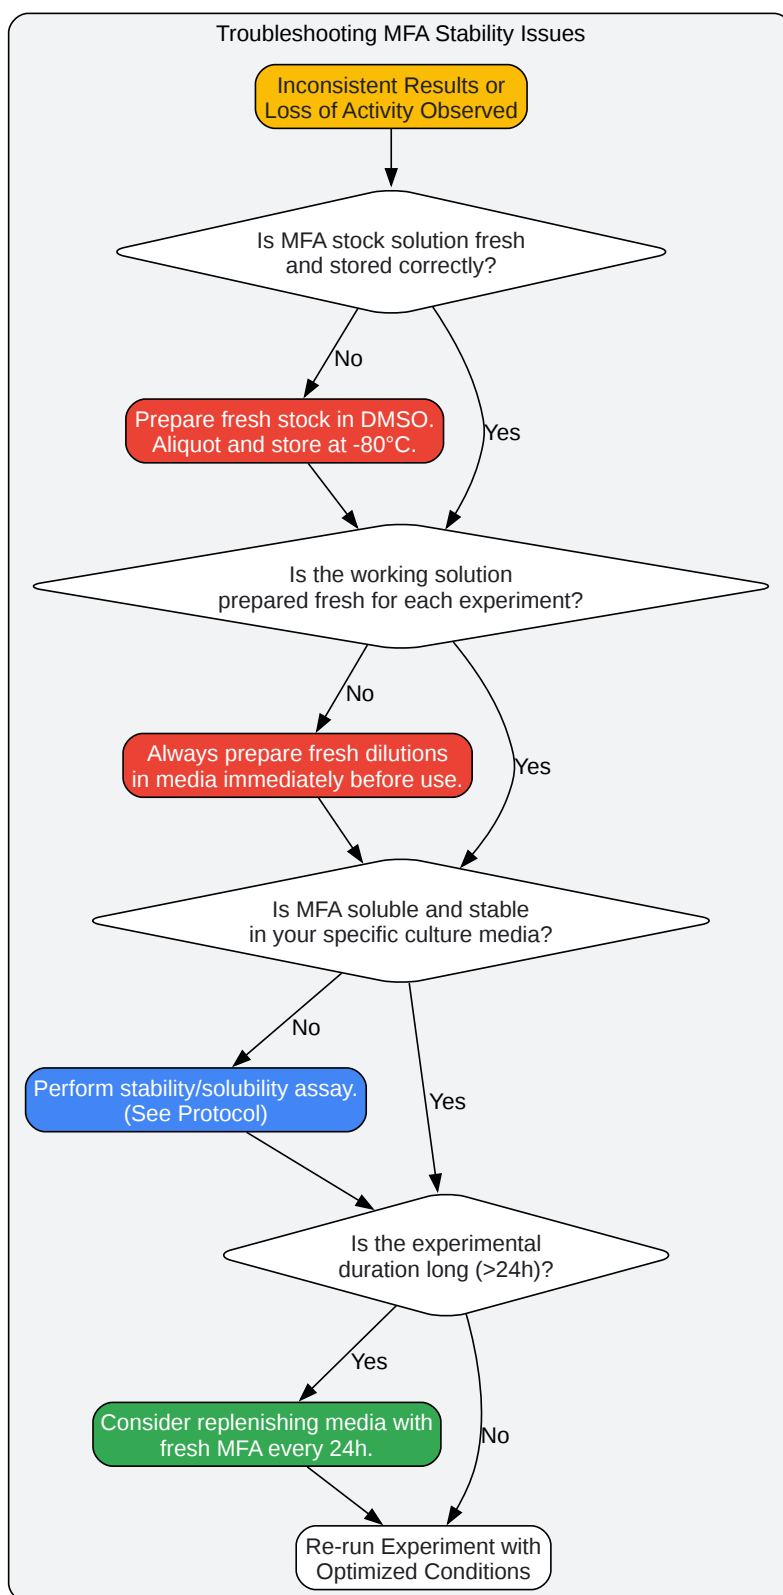 Troubleshooting MFA Stability Issues
Inconsistent Results or
Loss of Activity Observed
Is MFA stock solution fresh
and stored correctly?
No
Prepare fresh stock in DMSO.
Aliquot and store at -80°C.
Yes
Is the working solution
prepared fresh for each experiment?
No
Always prepare fresh dilutions
in media immediately before use.
Yes
Is MFA soluble and stable
in your specific culture media?
No
Perform stability/solubility assay.
(See Protocol)
Yes
Is the experimental
duration long (>24h)?
Yes
Consider replenishing media with
fresh MFA every 24h.
No
Re-run Experiment with
Optimized Conditions